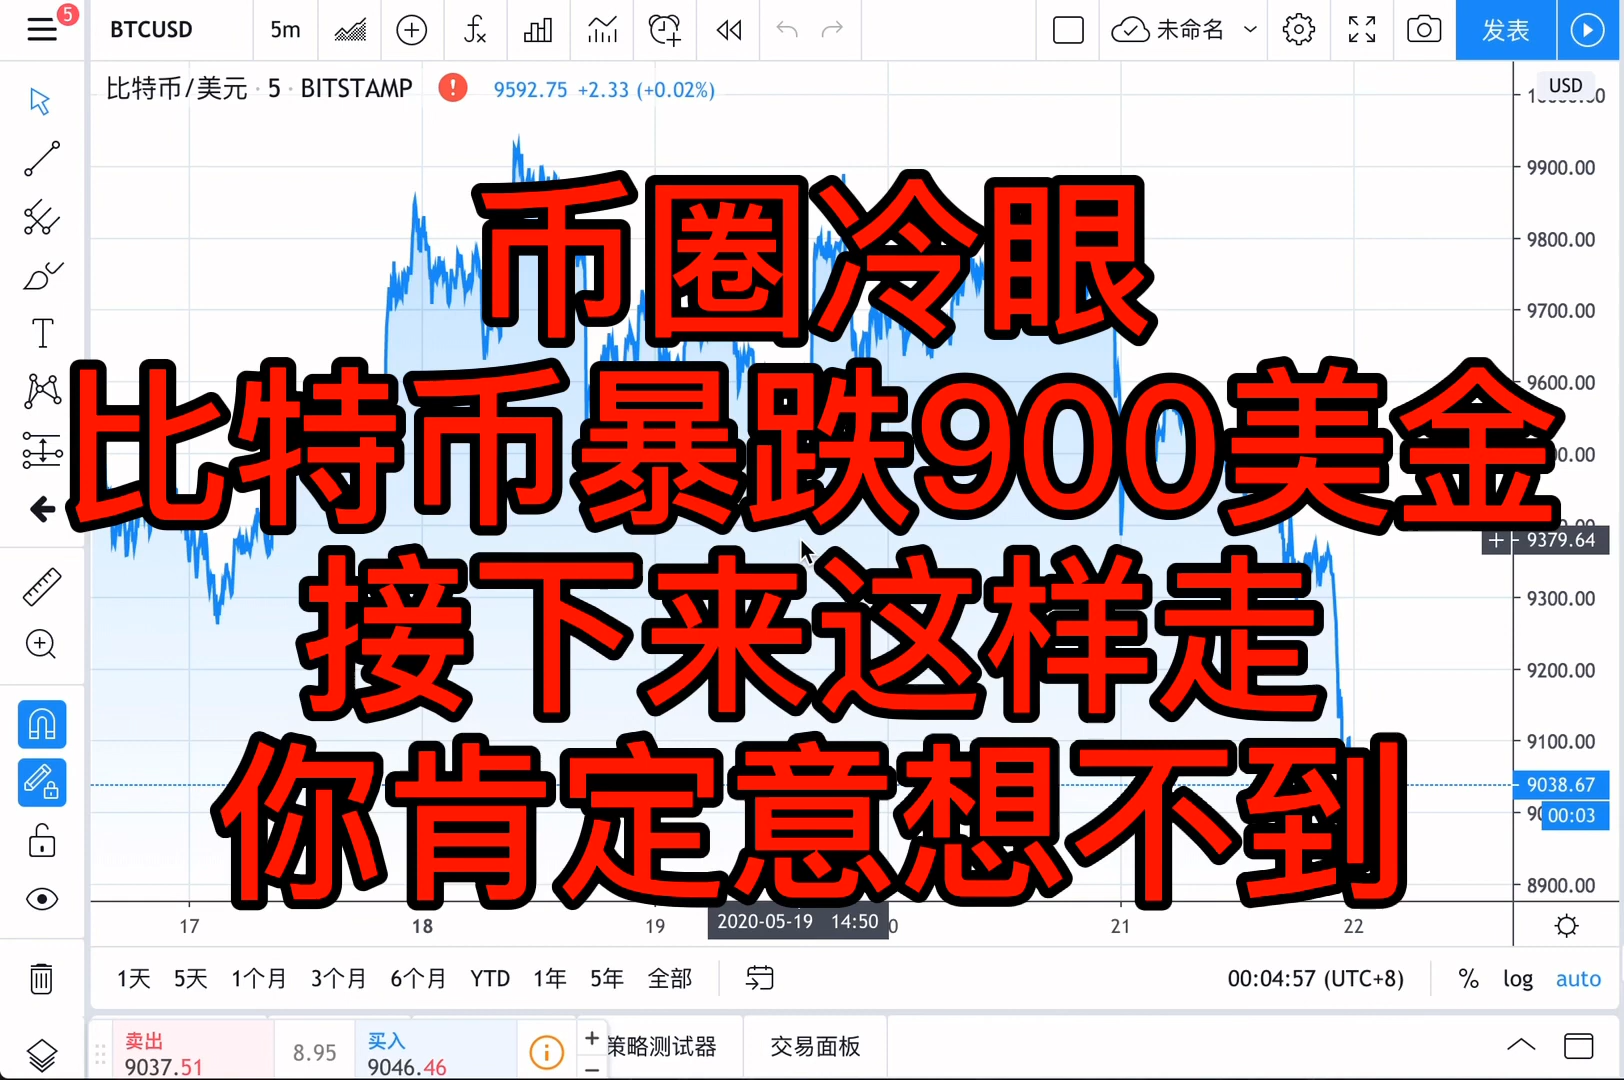 5
BTCUSD
5m
未命名
发表
比特币/美元 · 5 · BITSTAMP
!
9592.75 +2.33 (+0.02%)
USD
9900.00
9800.00
9700.00
9600.00
9379.64
9300.00
9200.00
9100.00
9038.67
00:03
8900.00
币圈冷眼
比特币暴跌900美金
接下来这样走
你肯定意想不到
17
18
19
2020-05-19 14:50
21
22
1天
5天
1个月
3个月
6个月
YTD
1年
5年
全部
00:04:57 (UTC+8)
%
log
auto
卖出
9037.51
8.95
买入
9046.46
策略测试器
交易面板